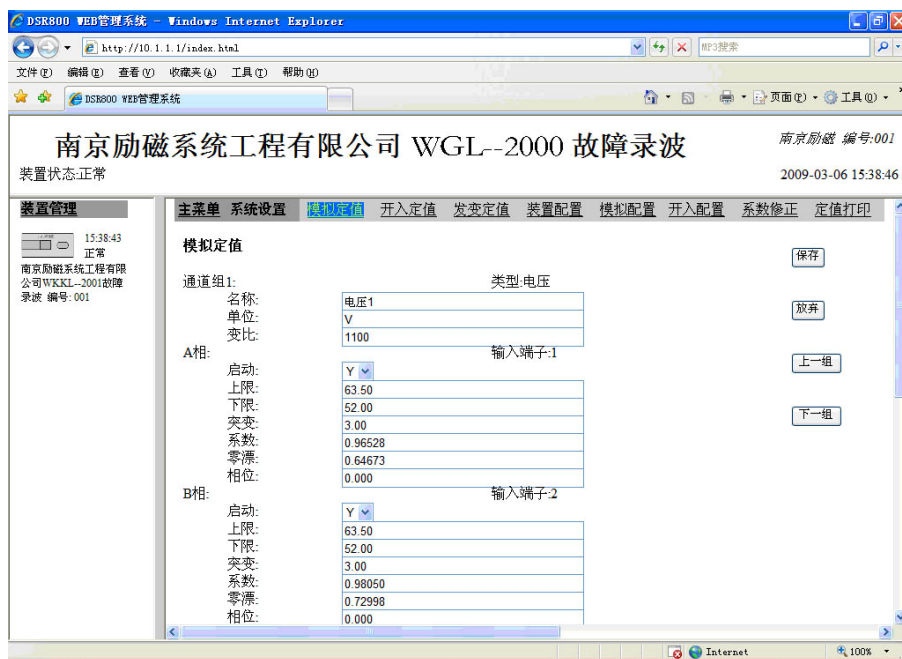 DSR800 WEB管理系统 - Windows Internet Explorer
http://10.1.1.1/index.html
MP3搜索
文件(F) 编辑(E) 查看(V) 收藏夹(A) 工具(T) 帮助(H)
DSR800 WEB管理系统
页面(P) 工具(O)
南京励磁系统工程有限公司 WGL--2000 故障录波
南京励磁 编号:001
装置状态:正常
2009-03-06 15:38:46
装置管理
15:38:43
正常
南京励磁系统工程有限
公司WKKL--2001故障
录波 编号: 001
主菜单 系统设置 模拟定值 开入定值 发变定值 装置配置 模拟配置 开入配置 系数修正 定值打印
模拟定值
保存
通道组1: 类型:电压
名称: 电压1
单位: V
放弃
变比: 1100
A相: 输入端子:1
上一组
启动: Y
上限: 63.50
下限: 52.00
下一组
突变: 3.00
系数: 0.96528
零漂: 0.64673
相位: 0.000
B相: 输入端子:2
启动: Y
上限: 63.50
下限: 52.00
突变: 3.00
系数: 0.98050
零漂: 0.72998
相位: 0.000
Internet
100%